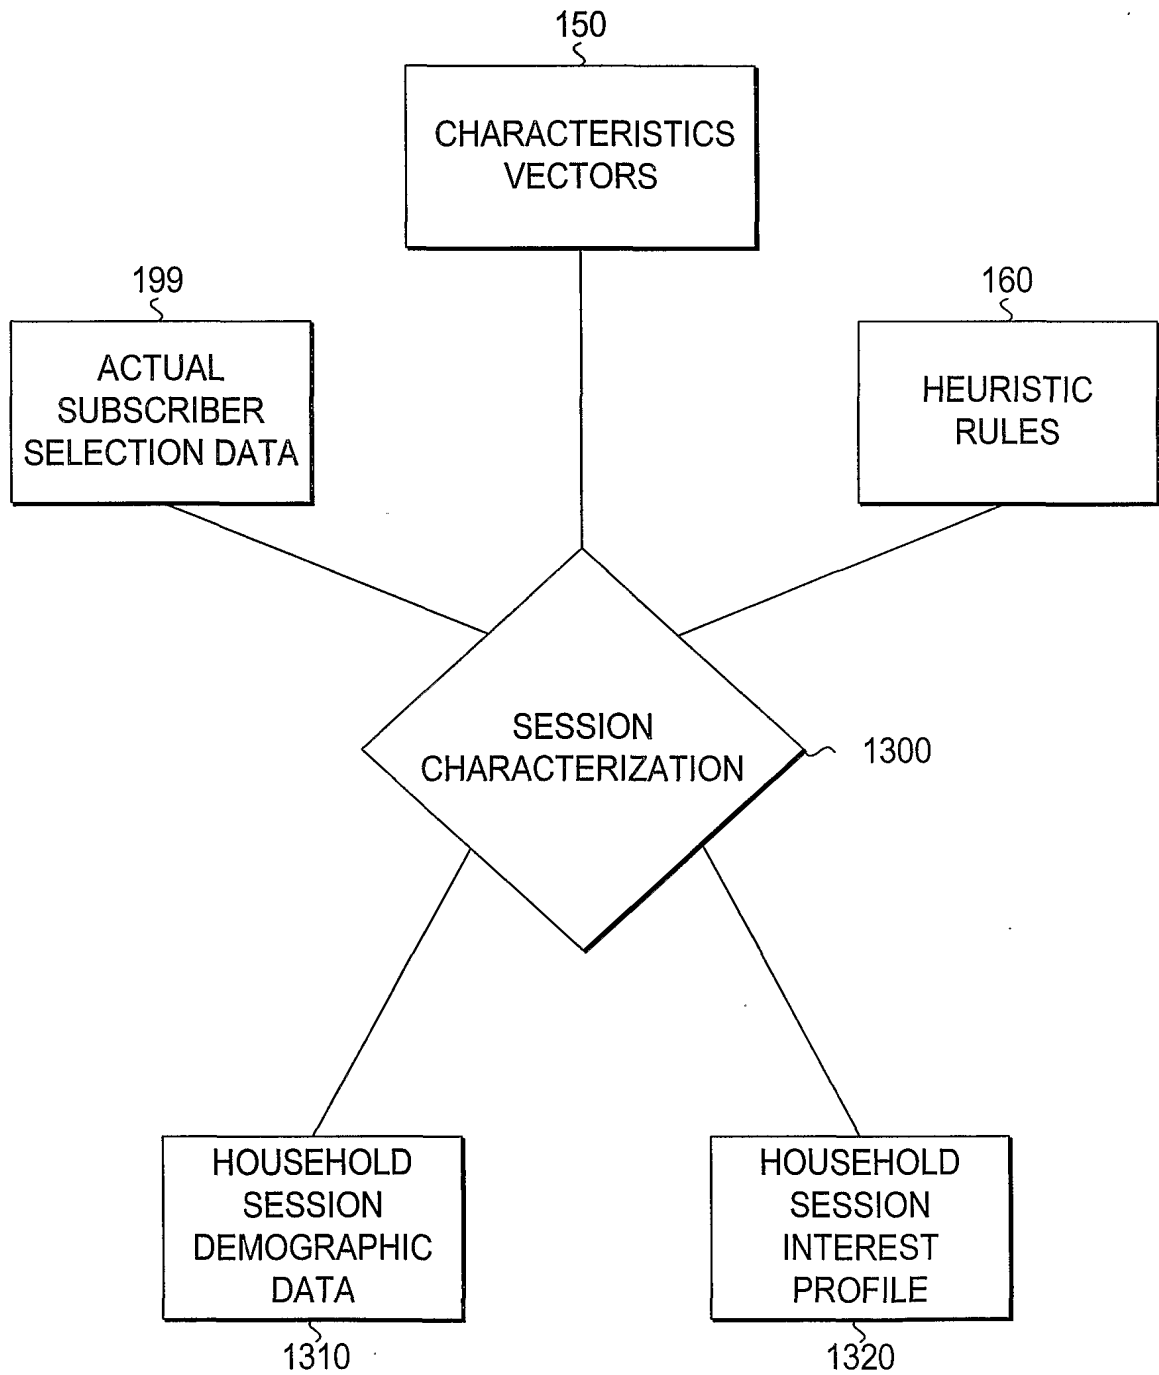 150
CHARACTERISTICS
VECTORS
199
ACTUAL
SUBSCRIBER
SELECTION DATA
160
HEURISTIC
RULES
SESSION
CHARACTERIZATION
1300
HOUSEHOLD
SESSION
DEMOGRAPHIC
DATA
1310
HOUSEHOLD
SESSION
INTEREST
PROFILE
1320